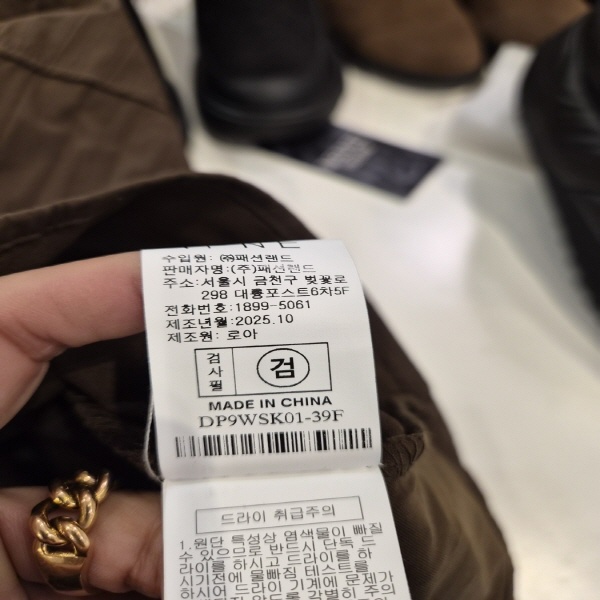 수입원: ㈜패션랜드
판매자명:(주)패션랜드
주소:서울시 금천구 벚꽃로
298 대륭포스트6차5F
전화번호:1899-5061
제조년월:2025.10
제조원: 로아
검사필 검
MADE IN CHINA
DP9WSK01-39F
드라이 취급주의
1.원단 특성상 염색물이 빠질
수 있으므로 반드시 단독 드
라이를 하시고 드라이를 하
시기전에 물빠짐 테스트를
하시어 드라이 기계에 문제가